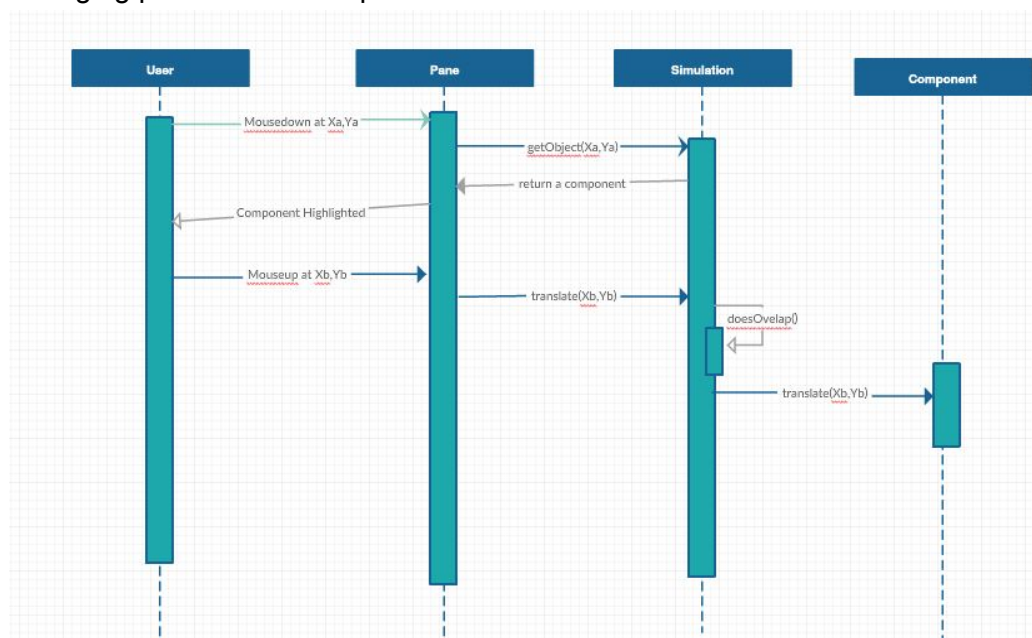 User
Pane
Simulation
Component
Mousedown at Xa,Ya
getObject(Xa,Ya)
return a component
Component Highlighted
Mouseup at Xb,Yb
translate(Xb,Yb)
doesOvelap()
translate(Xb,Yb)